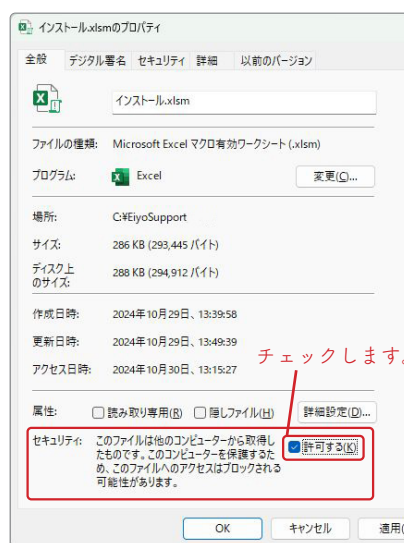 インストール.xlsmのプロパティ
全般 デジタル署名 セキュリティ 詳細 以前のバージョン
インストール.xlsm
ファイルの種類: Microsoft Excel マクロ有効ワークシート (.xlsm)
プログラム: Excel 変更(C)...
場所: C:¥EiyoSupport
サイズ: 286 KB (293,445 バイト)
ディスク上
のサイズ: 288 KB (294,912 バイト)
作成日時: 2024年10月29日、13:39:58
更新日時: 2024年10月29日、13:49:39
チェックします。
アクセス日時: 2024年10月30日、13:15:27
属性: 読み取り専用(R) 隠しファイル(H) 詳細設定(D)...
セキュリティ: このファイルは他のコンピューターから取得し
たものです。このコンピューターを保護するた
め、このファイルへのアクセスはブロックされる
可能性があります。
許可する(K)
OK キャンセル 適用(